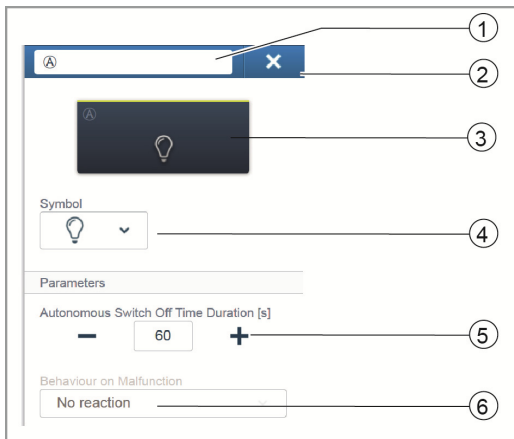 1
Ⓐ
2
Ⓐ
3
Symbol
4
Parameters
Autonomous Switch Off Time Duration [s]
60
5
Behaviour on Malfunction
No reaction
6